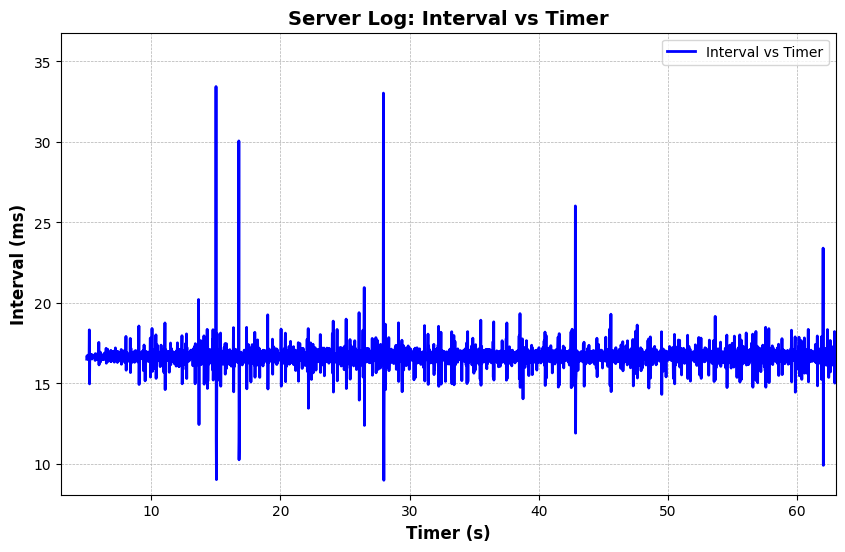 Server Log: Interval vs Timer
Interval vs Timer
35
30
25
20
15
10
Interval (ms)
10 20 30 40 50 60
Timer (s)